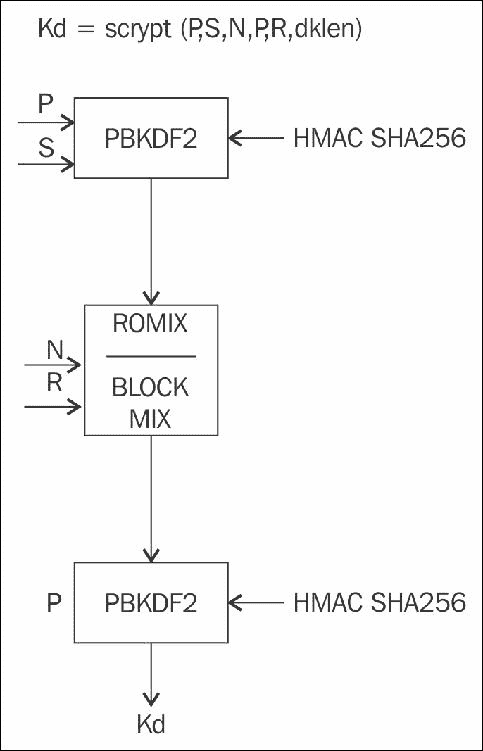 Kd = scrypt (P,S,N,P,R,dklen)
P
S
PBKDF2
HMAC SHA256
ROMIX
N
R
BLOCK
MIX
P
PBKDF2
HMAC SHA256
Kd